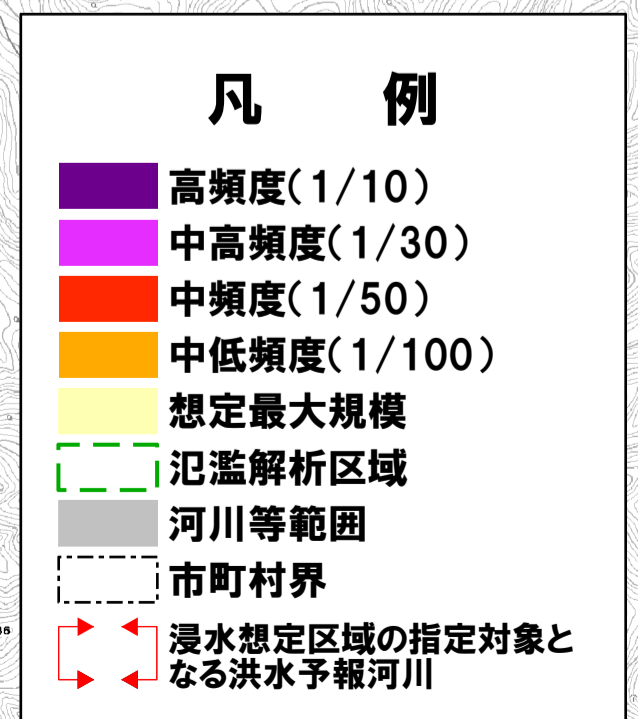 凡 例
高頻度(1/10)
中高頻度(1/30)
中頻度(1/50)
中低頻度(1/100)
想定最大規模
氾濫解析区域
河川等範囲
市町村界
浸水想定区域の指定対象と
なる洪水予報河川